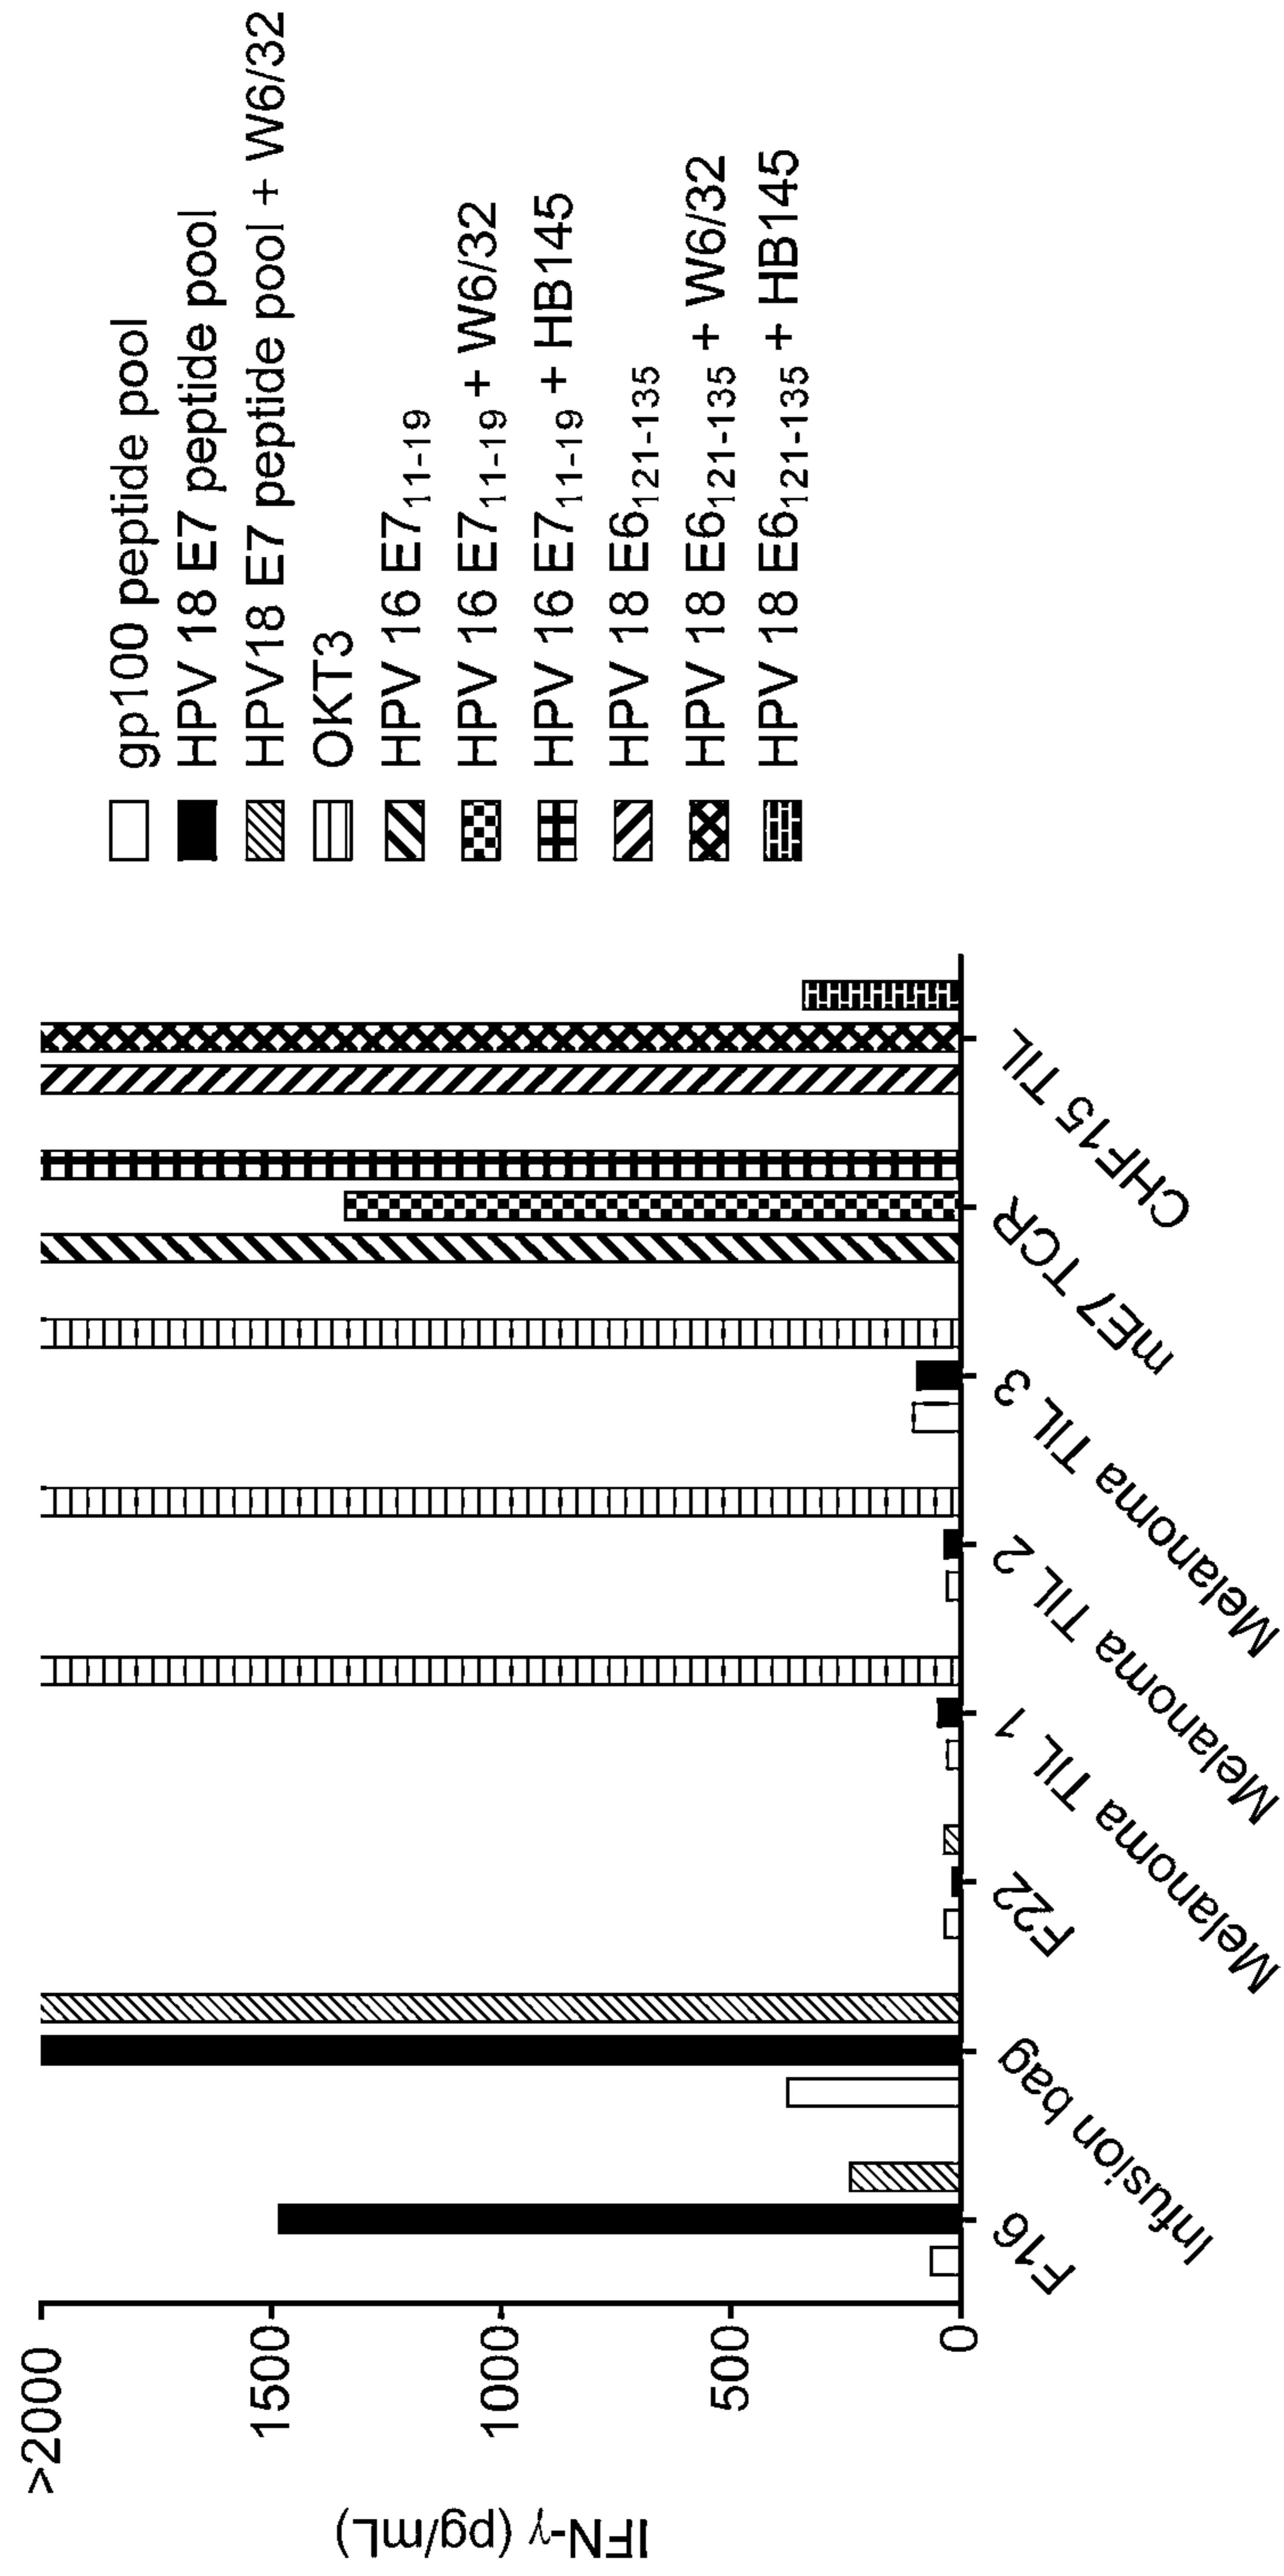 IFN-γ (pg/mL)
>2000
1500
1000
500
0
F16
Infusion bag
F22
Melanoma TIL 1
Melanoma TIL 2
Melanoma TIL 3
mE7 TCR
CHF15 TIL
gp100 peptide pool
HPV 18 E7 peptide pool
HPV18 E7 peptide pool + W6/32
OKT3
HPV 16 E7₁₁₋₁₉
HPV 16 E7₁₁₋₁₉ + W6/32
HPV 16 E7₁₁₋₁₉ + HB145
HPV 18 E6₁₂₁₋₁₃₅
HPV 18 E6₁₂₁₋₁₃₅ + W6/32
HPV 18 E6₁₂₁₋₁₃₅ + HB145